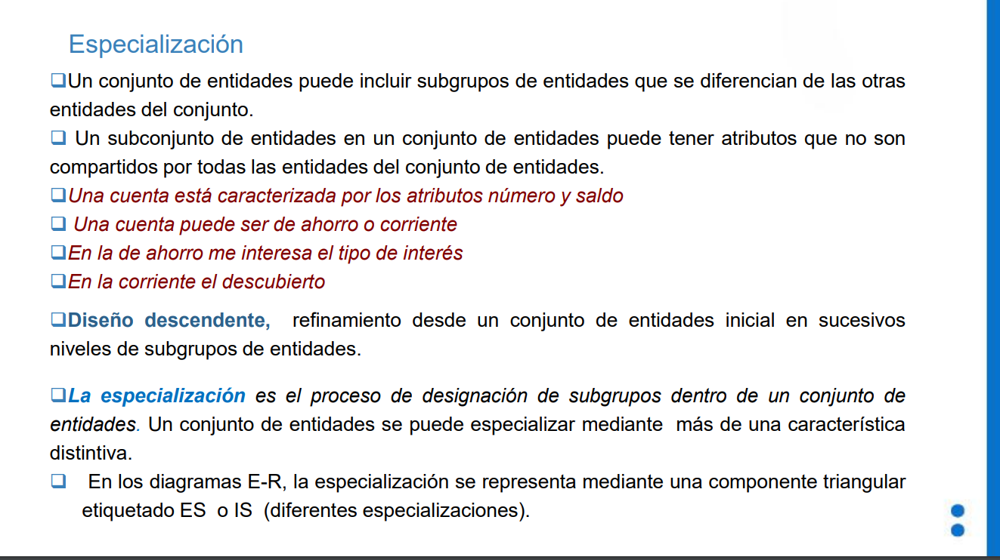 Especialización
❑Un conjunto de entidades puede incluir subgrupos de entidades que se diferencian de las otras
entidades del conjunto.
❑ Un subconjunto de entidades en un conjunto de entidades puede tener atributos que no son
compartidos por todas las entidades del conjunto de entidades.
❑Una cuenta está caracterizada por los atributos número y saldo
❑ Una cuenta puede ser de ahorro o corriente
❑En la de ahorro me interesa el tipo de interés
❑En la corriente el descubierto
❑Diseño descendente, refinamiento desde un conjunto de entidades inicial en sucesivos
niveles de subgrupos de entidades.
❑La especialización es el proceso de designación de subgrupos dentro de un conjunto de
entidades. Un conjunto de entidades se puede especializar mediante más de una característica
distintiva.
❑ En los diagramas E-R, la especialización se representa mediante una componente triangular
etiquetado ES o IS (diferentes especializaciones).